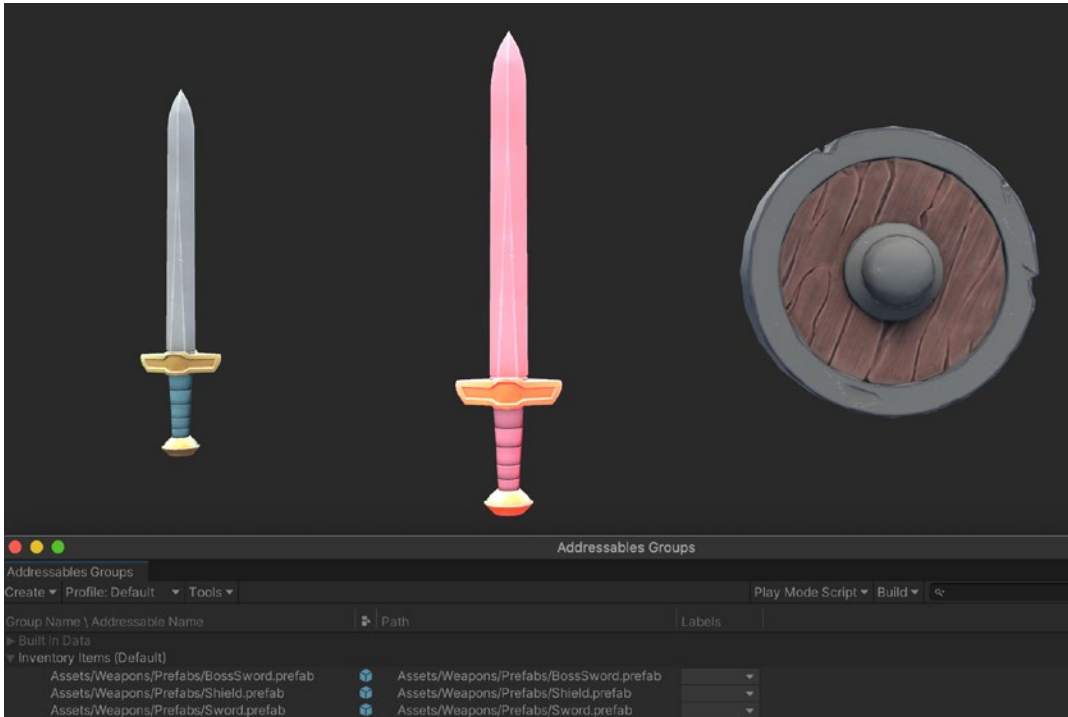 Addressables Groups
Addressables Groups
Create Profile: Default Tools Play Mode Script Build
Group Name \ Addressable Name Path Labels
Built In Data
Inventory Items (Default)
Assets/Weapons/Prefabs/BossSword.prefab Assets/Weapons/Prefabs/BossSword.prefab
Assets/Weapons/Prefabs/Shield.prefab Assets/Weapons/Prefabs/Shield.prefab
Assets/Weapons/Prefabs/Sword.prefab Assets/Weapons/Prefabs/Sword.prefab